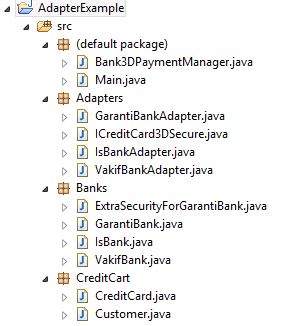 AdapterExample
src
(default package)
Bank3DPaymentManager.java
Main.java
Adapters
GarantiBankAdapter.java
ICreditCard3DSecure.java
IsBankAdapter.java
VakifBankAdapter.java
Banks
ExtraSecurityForGarantiBank.java
GarantiBank.java
IsBank.java
VakifBank.java
CreditCart
CreditCard.java
Customer.java